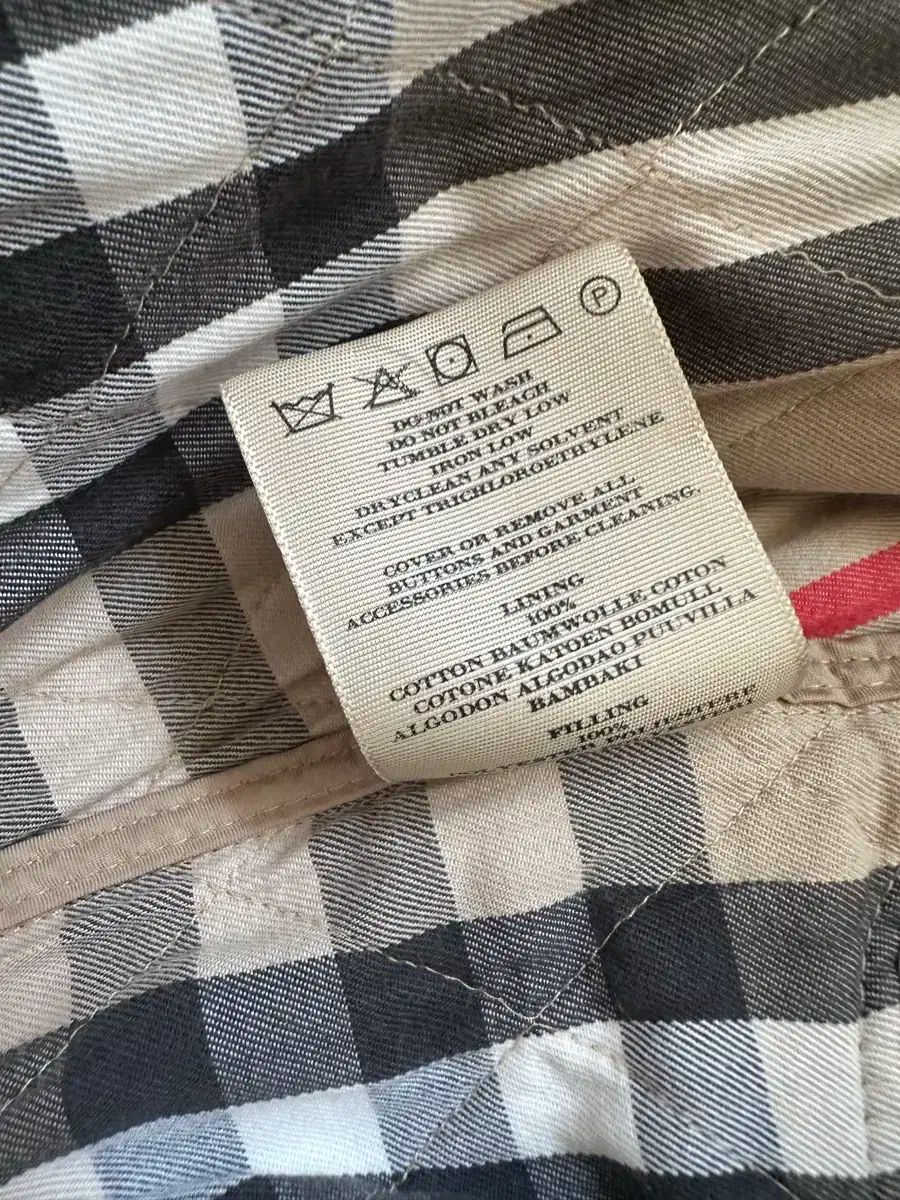 P
DO NOT WASH
DO NOT BLEACH
TUMBLE DRY LOW
IRON LOW
DRYCLEAN ANY SOLVENT
EXCEPT TRICHLOROETHYLENE
COVER OR REMOVE ALL
BUTTONS AND GARMENT
ACCESSORIES BEFORE CLEANING.
LINING
100%
COTTON BAUMWOLLE COTON
COTONE KATOEN BOMULL
ALGODON ALGODAO PUUVILLA
BAMBAKI
FILLING
100%